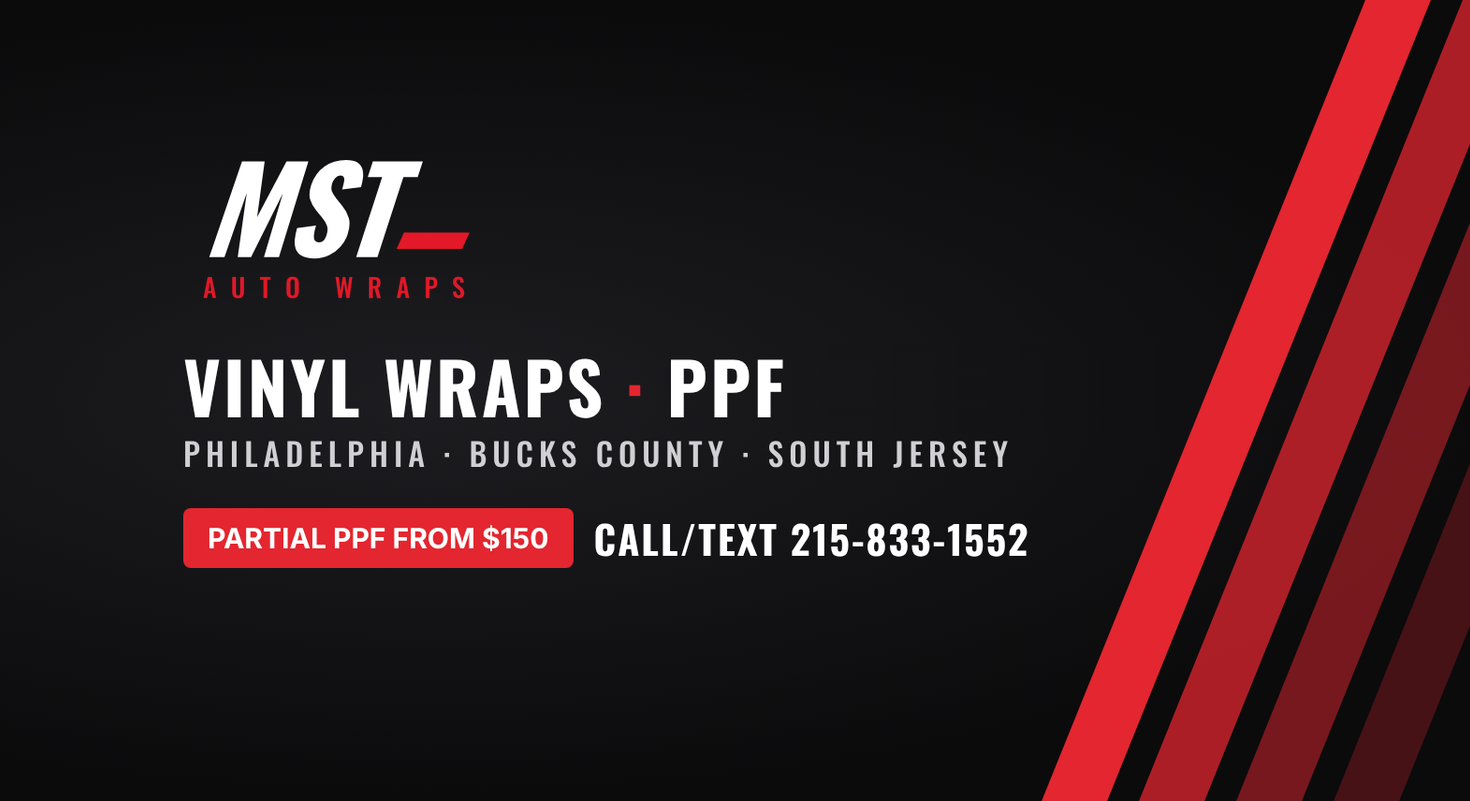 MST
AUTO WRAPS
VINYL WRAPS · PPF
PHILADELPHIA · BUCKS COUNTY · SOUTH JERSEY
PARTIAL PPF FROM $150 CALL/TEXT 215-833-1552